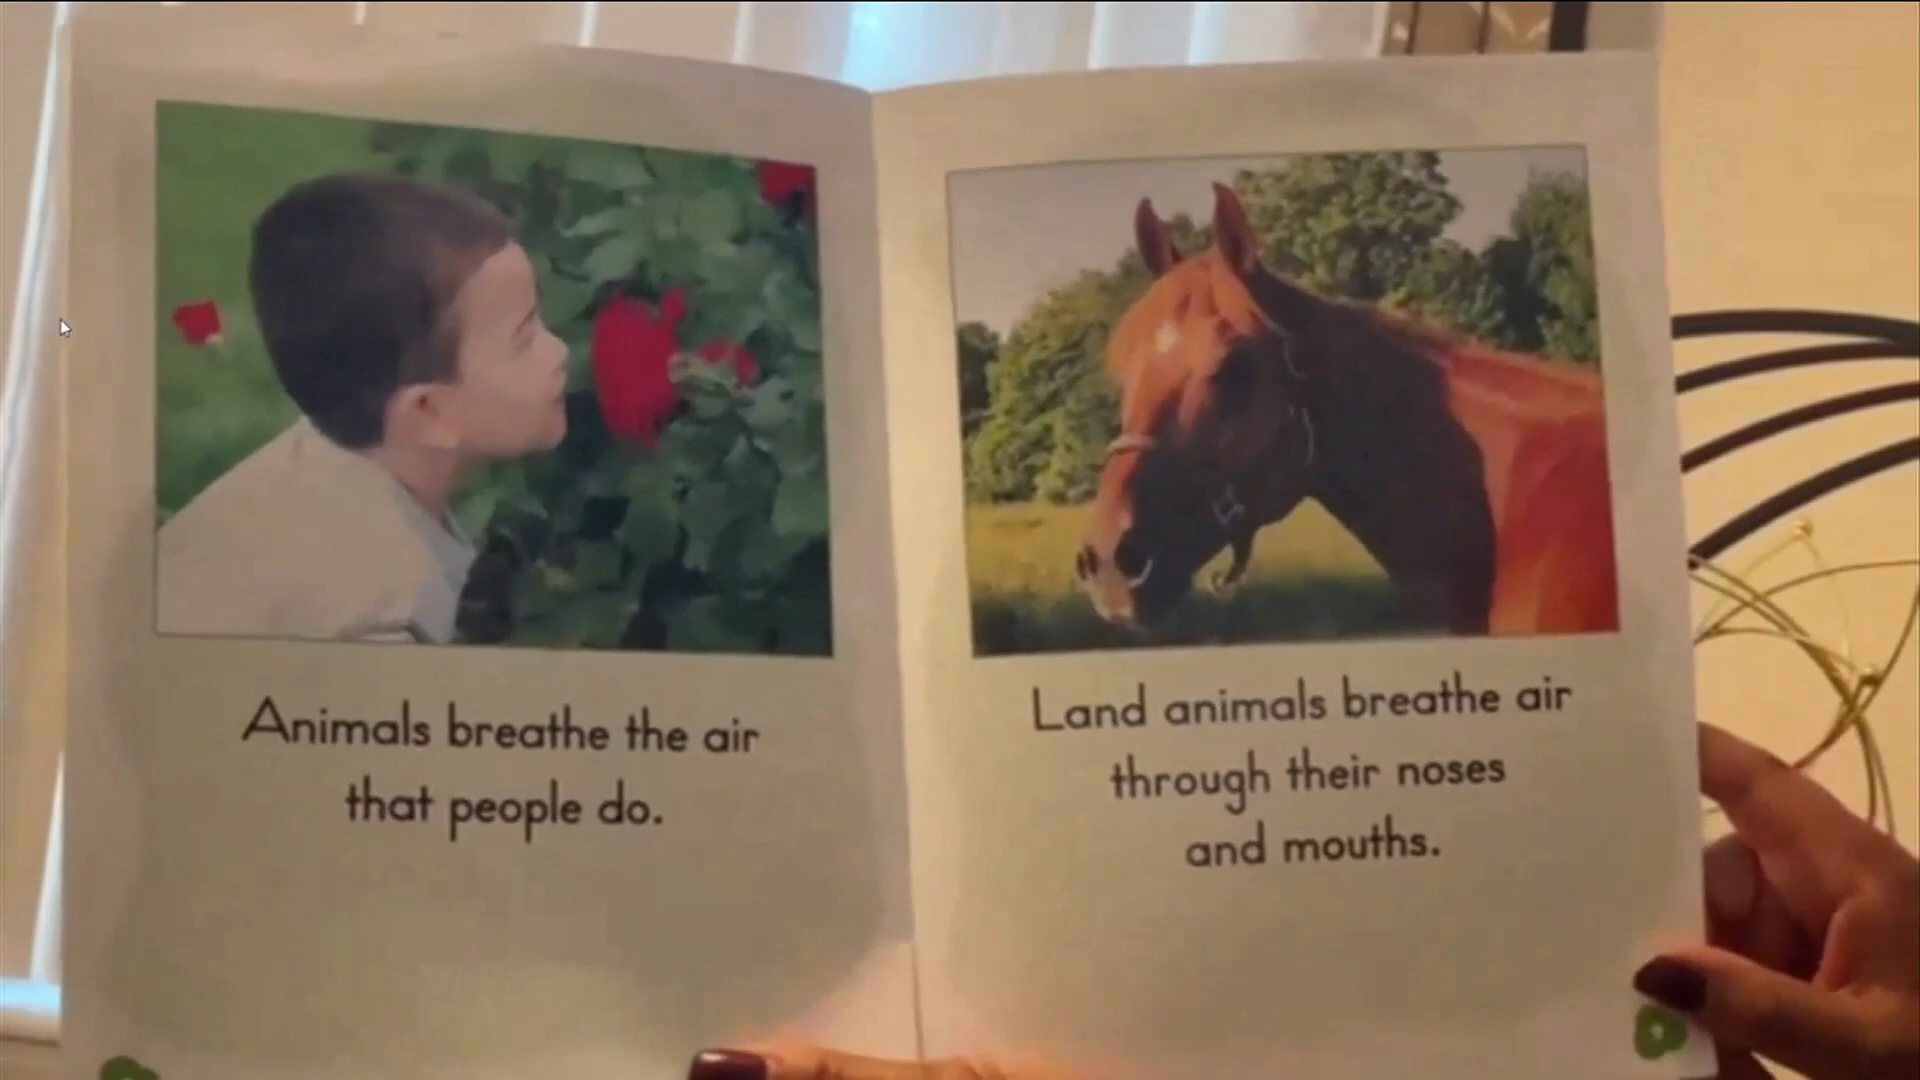 Animals breathe the air
that people do.
Land animals breathe air
through their noses
and mouths.